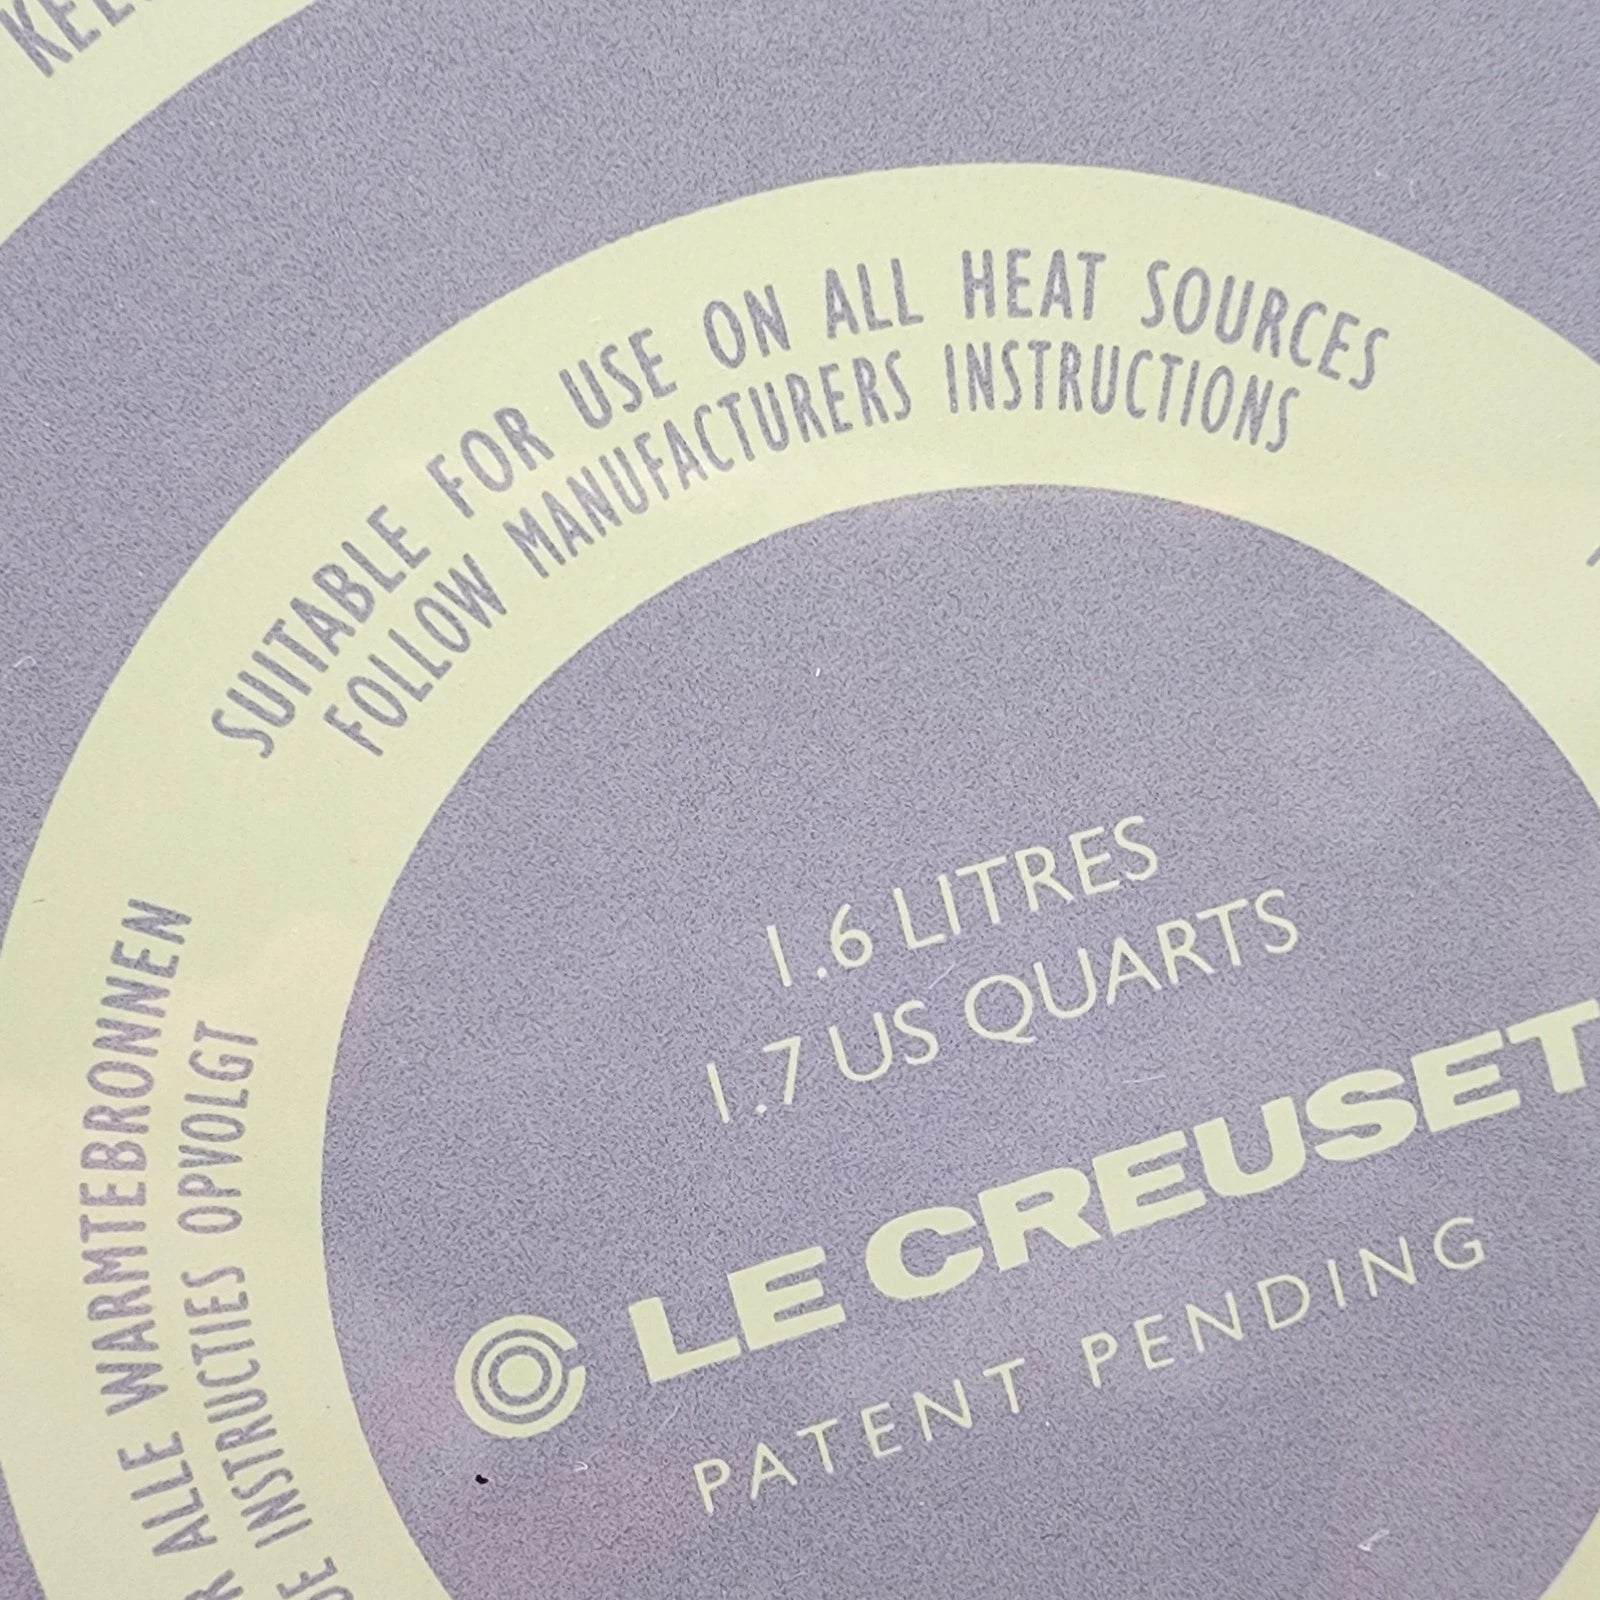 SUITABLE FOR USE ON ALL HEAT SOURCES
FOLLOW MANUFACTURERS INSTRUCTIONS
1.6 LITRES
1.7 US QUARTS
LE CREUSET
PATENT PENDING
ALLE WARMTEBRONNEN
INSTRUCTIES OPVOLGT